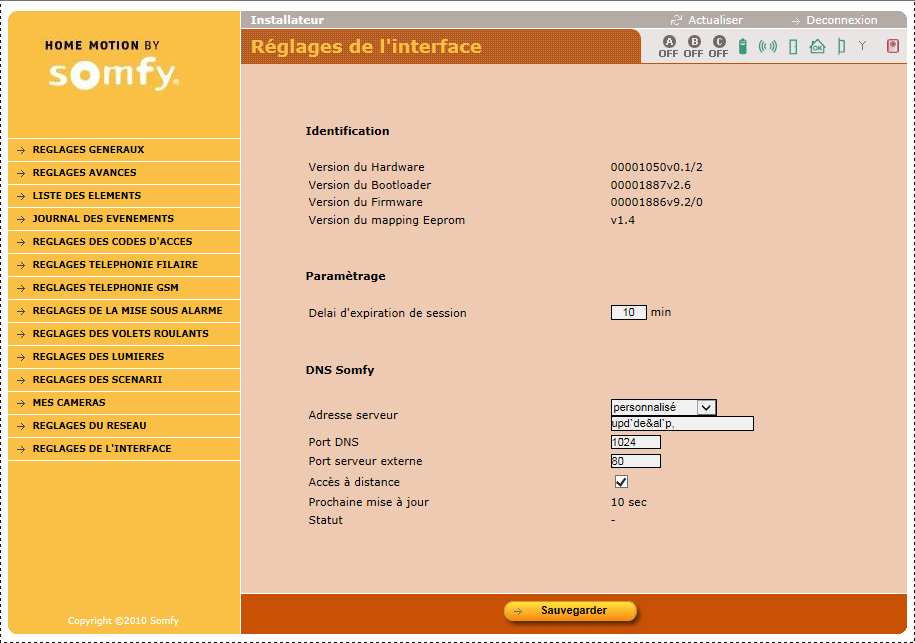 HOME MOTION BY
somfy®
Installateur
Actualiser
Deconnexion
Réglages de l'interface
A B C
OFF OFF OFF
OK
REGLAGES GENERAUX
REGLAGES AVANCES
LISTE DES ELEMENTS
JOURNAL DES EVENEMENTS
REGLAGES DES CODES D'ACCES
REGLAGES TELEPHONIE FILAIRE
REGLAGES TELEPHONIE GSM
REGLAGES DE LA MISE SOUS ALARME
REGLAGES DES VOLETS ROULANTS
REGLAGES DES LUMIERES
REGLAGES DES SCENARII
MES CAMERAS
REGLAGES DU RESEAU
REGLAGES DE L'INTERFACE
Copyright ©2010 Somfy
Identification
Version du Hardware 00001050v0.1/2
Version du Bootloader 00001887v2.6
Version du Firmware 00001886v9.2/0
Version du mapping Eeprom v1.4
Paramètrage
Delai d'expiration de session 10 min
DNS Somfy
Adresse serveur personnalisé
upd`de&al`p,
Port DNS 1024
Port serveur externe 80
Accès à distance
Prochaine mise à jour 10 sec
Statut -
Sauvegarder